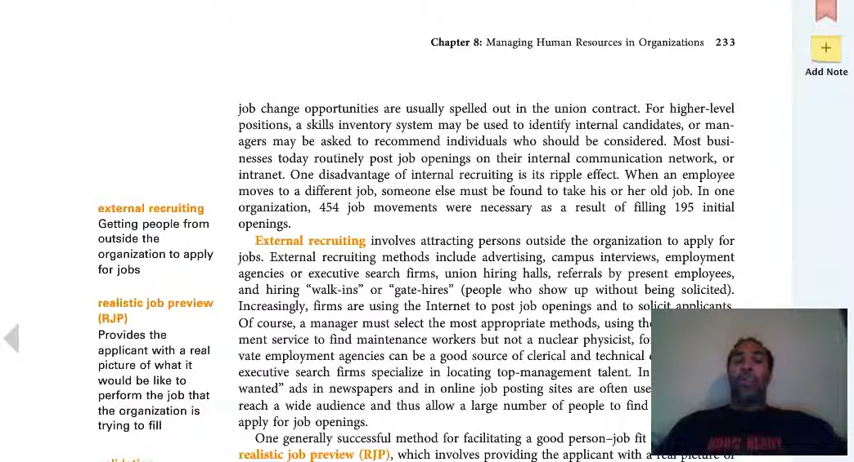 Chapter 8: Managing Human Resources in Organizations 233
Add Note
job change opportunities are usually spelled out in the union contract. For higher-level
positions, a skills inventory system may be used to identify internal candidates, or man-
agers may be asked to recommend individuals who should be considered. Most busi-
nesses today routinely post job openings on their internal communication network, or
intranet. One disadvantage of internal recruiting is its ripple effect. When an employee
moves to a different job, someone else must be found to take his or her old job. In one
organization, 454 job movements were necessary as a result of filling 195 initial
openings.
external recruiting
Getting people from
outside the
organization to apply
for jobs
External recruiting involves attracting persons outside the organization to apply for
jobs. External recruiting methods include advertising, campus interviews, employment
agencies or executive search firms, union hiring halls, referrals by present employees,
and hiring “walk-ins” or “gate-hires” (people who show up without being solicited).
Increasingly, firms are using the Internet to post job openings and to solicit applicants.
Of course, a manager must select the most appropriate methods, using the
ment service to find maintenance workers but not a nuclear physicist, fo
vate employment agencies can be a good source of clerical and technical
executive search firms specialize in locating top-management talent. In
wanted” ads in newspapers and in online job posting sites are often use
reach a wide audience and thus allow a large number of people to find
apply for job openings.
realistic job preview
(RJP)
Provides the
applicant with a real
picture of what it
would be like to
perform the job that
the organization is
trying to fill
One generally successful method for facilitating a good person–job fit
realistic job preview (RJP), which involves providing the applicant with a real picture of